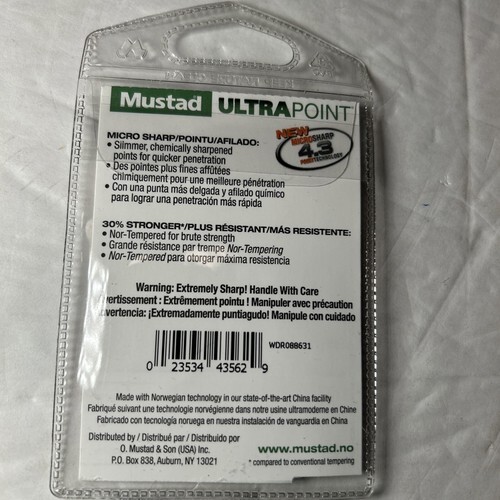 Mustad ULTRAPOINT
MICRO SHARP/POINTU/AFILADO:
• Slimmer, chemically sharpened
points for quicker penetration
• Des pointes plus fines affûtées
chimiquement pour une meilleure pénétration
• Con una punta más delgada y afilado químico
para lograr una penetración más rápida
NEW
MICROSHARP
4.3
POINT TECHNOLOGY
30% STRONGER*/PLUS RÉSISTANT/MÁS RESISTENTE:
• Nor-Tempered for brute strength
• Grande résistance par trempe Nor-Tempering
• Nor-Tempered para otorgar máxima resistencia
Warning: Extremely Sharp! Handle With Care
vertissement : Extrêmement pointu ! Manipuler avec précaution
vertencia: ¡Extremadamente puntiagudo! Manipule con cuidado
WDR088631
0 23534 43562 9
Made with Norwegian technology in our state-of-the-art China facility
Fabriqué suivant une technologie norvégienne dans notre usine ultramoderne en Chine
Fabricado con tecnología noruega en nuestra instalación de vanguardia en China
Distributed by / Distribué par / Distribuido por
O. Mustad & Son (USA) Inc.
P.O. Box 838, Auburn, NY 13021
www.mustad.no
* compared to conventional tempering